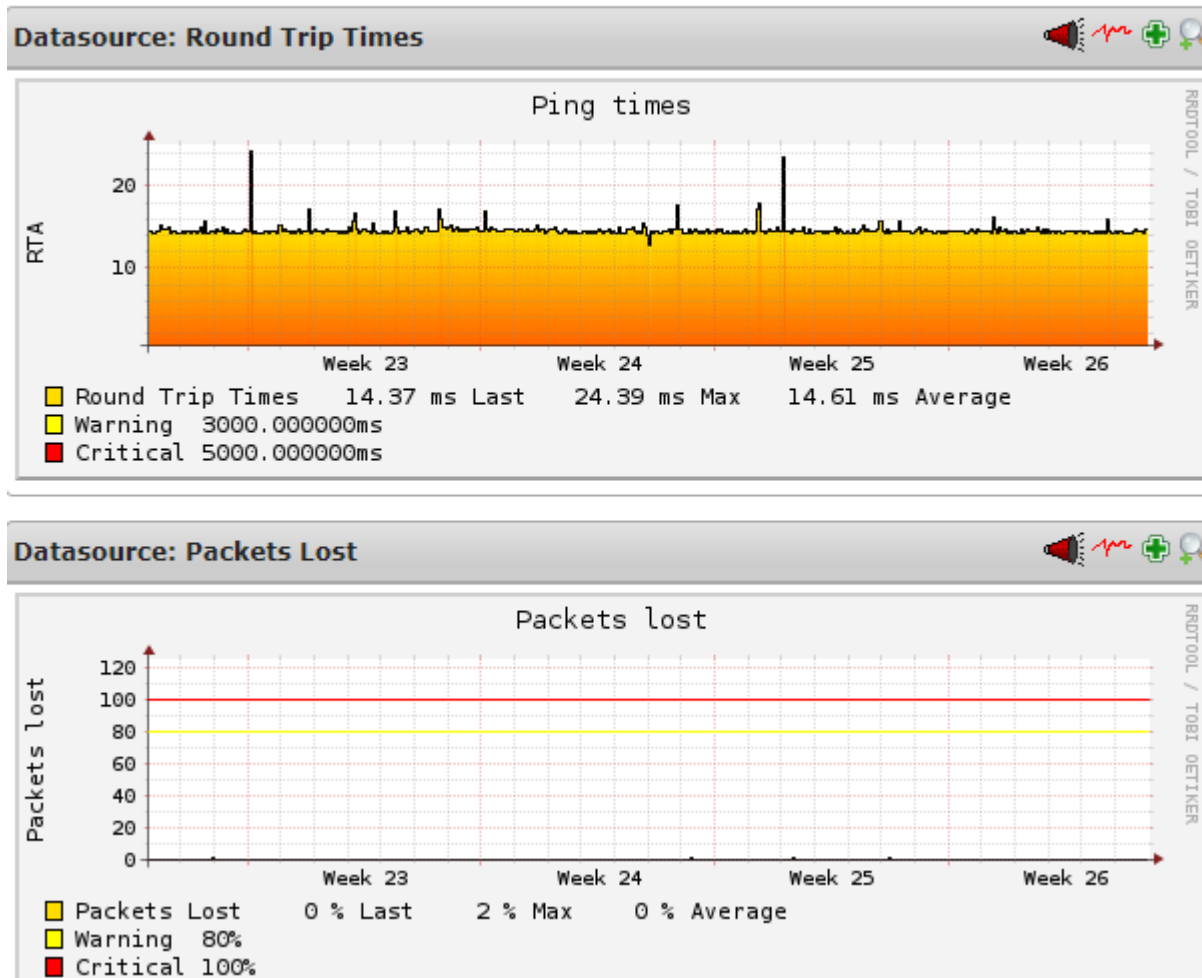 Datasource: Round Trip Times
Ping times
RRDTOOL / TOBI OETIKER
RTA
20
10
Week 23 Week 24 Week 25 Week 26
Round Trip Times 14.37 ms Last 24.39 ms Max 14.61 ms Average
Warning 3000.000000ms
Critical 5000.000000ms
Datasource: Packets Lost
Packets lost
RRDTOOL / TOBI OETIKER
Packets lost
120
100
80
60
40
20
0
Week 23 Week 24 Week 25 Week 26
Packets Lost 0 % Last 2 % Max 0 % Average
Warning 80%
Critical 100%